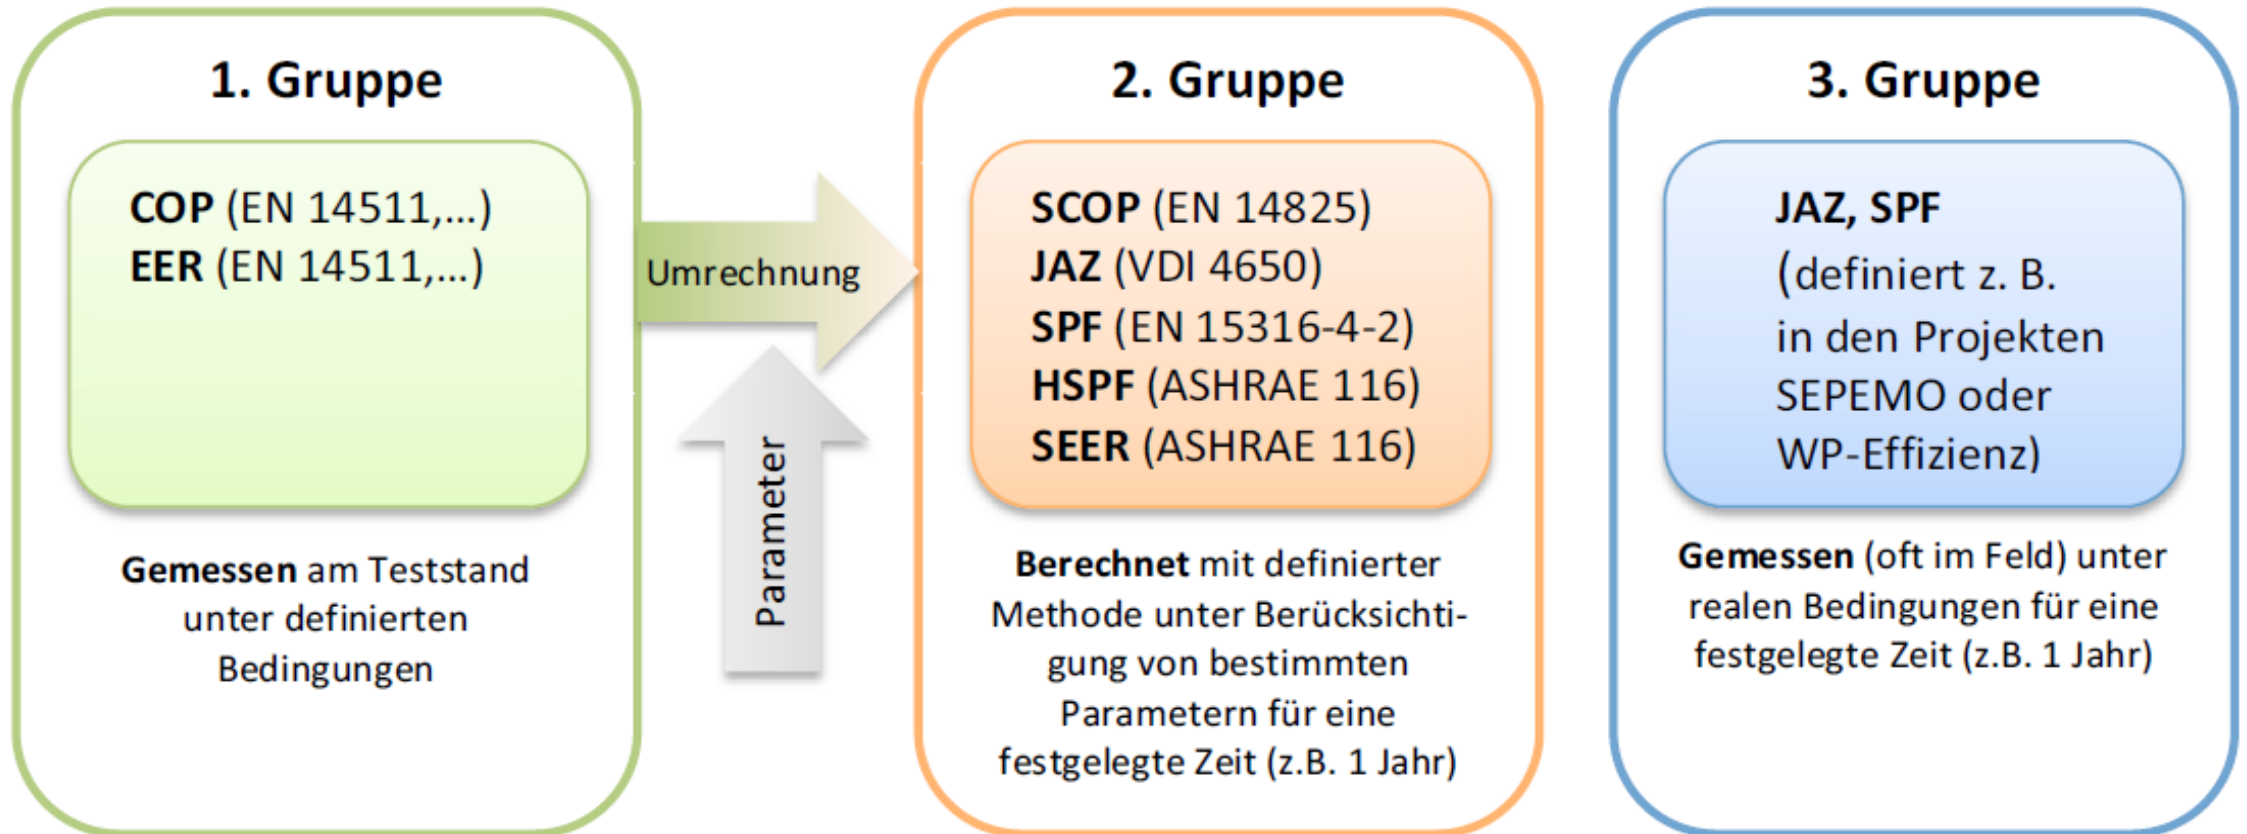 1. Gruppe
COP (EN 14511,...)
EER (EN 14511,...)
Gemessen am Teststand
unter definierten
Bedingungen
Umrechnung
Parameter
2. Gruppe
SCOP (EN 14825)
JAZ (VDI 4650)
SPF (EN 15316-4-2)
HSPF (ASHRAE 116)
SEER (ASHRAE 116)
Berechnet mit definierter
Methode unter Berücksichti-
gung von bestimmten
Parametern für eine
festgelegte Zeit (z.B. 1 Jahr)
3. Gruppe
JAZ, SPF
(definiert z. B.
in den Projekten
SEPEMO oder
WP-Effizienz)
Gemessen (oft im Feld) unter
realen Bedingungen für eine
festgelegte Zeit (z.B. 1 Jahr)